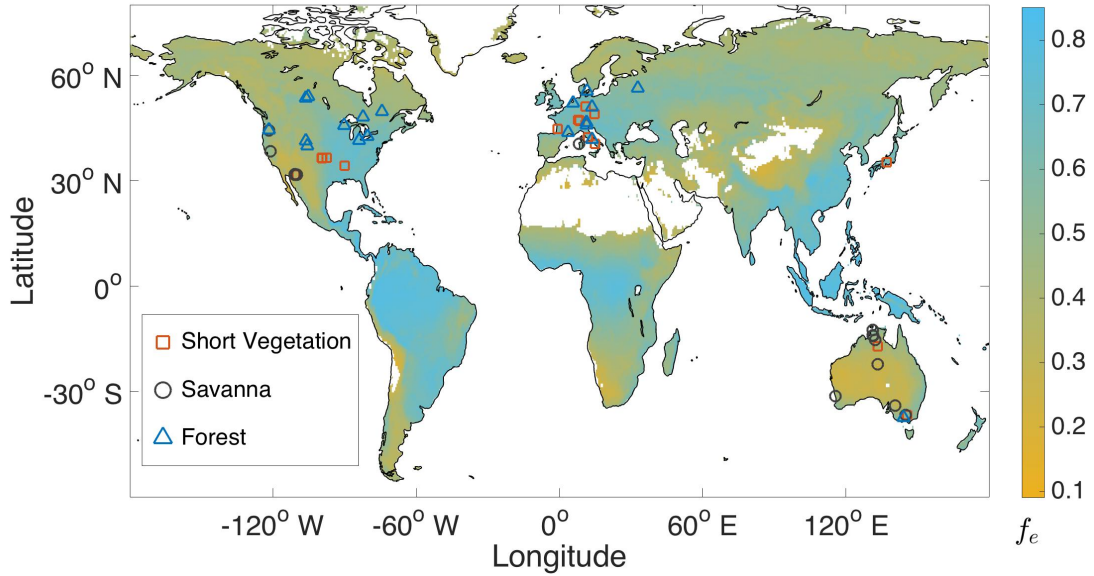 60° N
30° N
0°
-30° S
Latitude
Short Vegetation
Savanna
Forest
-120° W
-60° W
0°
60° E
120° E
Longitude
0.8
0.7
0.6
0.5
0.4
0.3
0.2
0.1
fe